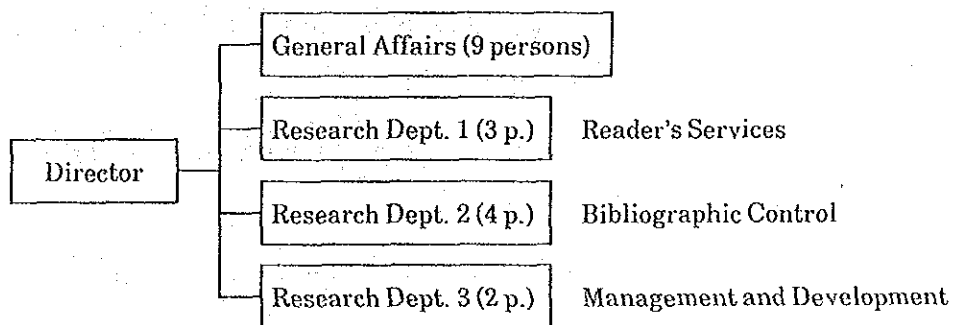 General Affairs (9 persons)
Research Dept. 1 (3 p.) Reader's Services
Director
Research Dept. 2 (4 p.) Bibliographic Control
Research Dept. 3 (2 p.) Management and Development